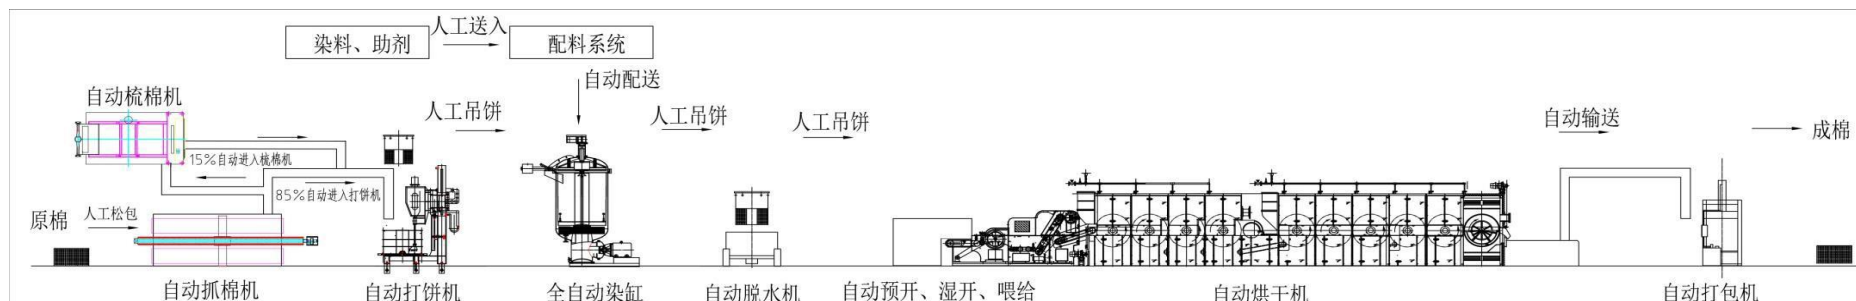 染料、助剂
人工送入
配料系统
自动配送
自动梳棉机
人工吊饼
人工吊饼
人工吊饼
自动输送
成棉
15%自动进入梳棉机
85%自动进入打饼机
原棉
人工松包
自动抓棉机
自动打饼机
全自动染缸
自动脱水机
自动预开、湿开、喂给
自动烘干机
自动打包机